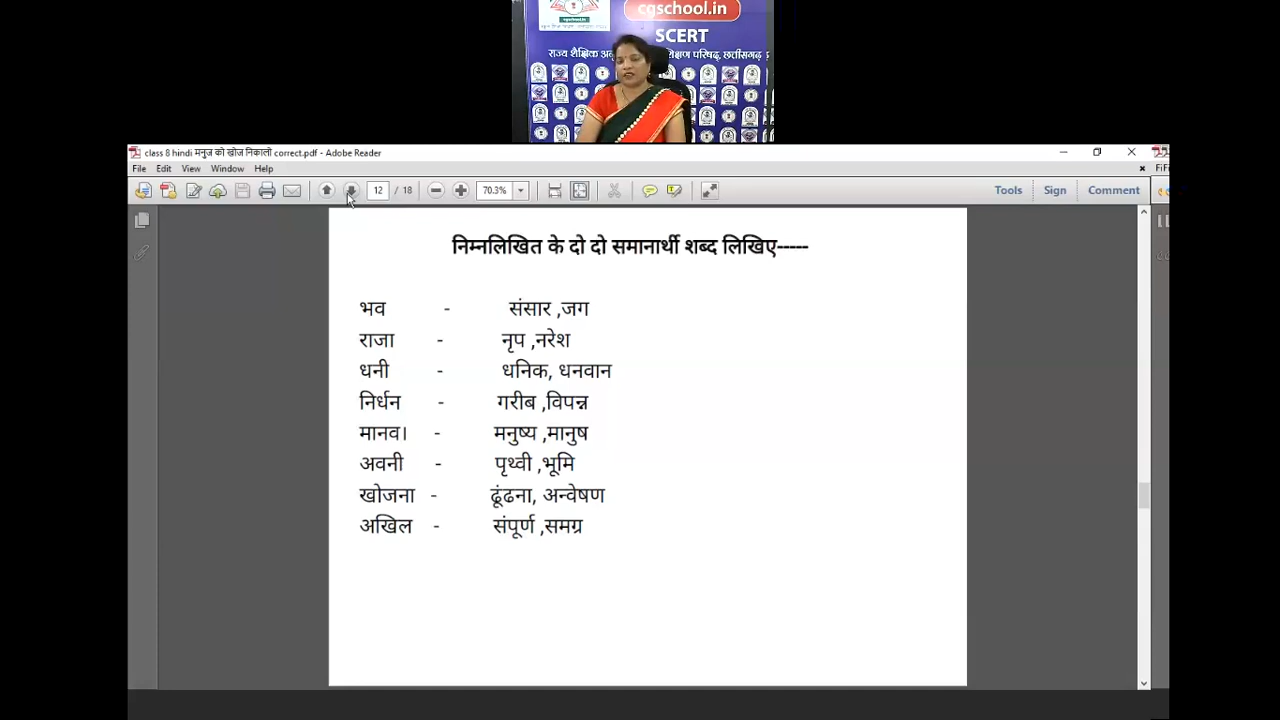 cgschool.in
SCERT
class 8 hindi मनुज को खोज निकालो correct.pdf - Adobe Reader
File Edit View Window Help
12 / 18 70.3% Tools Sign Comment
निम्नलिखित के दो दो समानार्थी शब्द लिखिए-----
भव - संसार ,जग
राजा - नृप ,नरेश
धनी - धनिक, धनवान
निर्धन - गरीब ,विपन्न
मानव। - मनुष्य ,मानुष
अवनी - पृथ्वी ,भूमि
खोजना - ढूंढना, अन्वेषण
अखिल - संपूर्ण ,समग्र